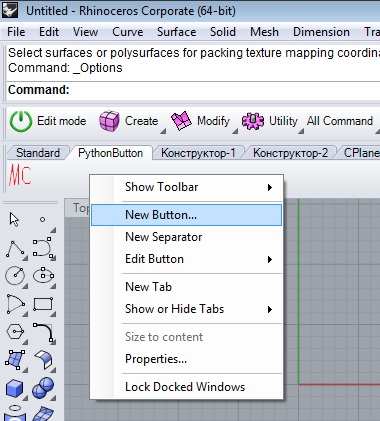 Untitled - Rhinoceros Corporate (64-bit)
File Edit View Curve Surface Solid Mesh Dimension
Select surfaces or polysurfaces for packing texture mapping
Command: _Options
Command:
Edit mode Create Modify Utility All Command
Standard PythonButton Конструктор-1 Конструктор-2 CPlane
MC
Show Toolbar
Top
New Button...
New Separator
Edit Button
New Tab
Show or Hide Tabs
Size to content
Properties...
Lock Docked Windows